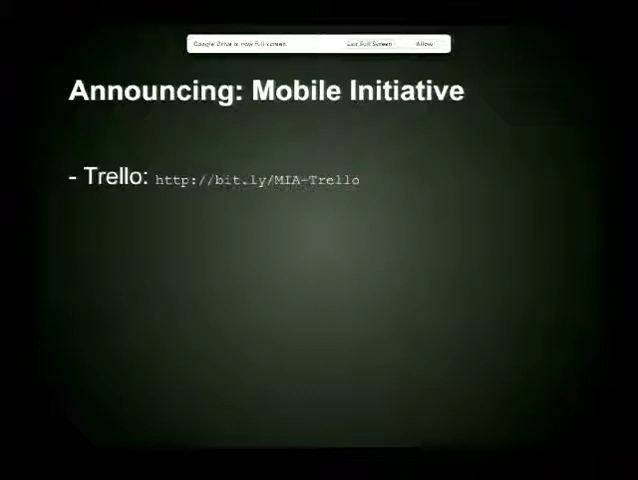 Google Drive is now full screen. Exit Full Screen Allow
Announcing: Mobile Initiative
- Trello: http://bit.ly/MIA-Trello